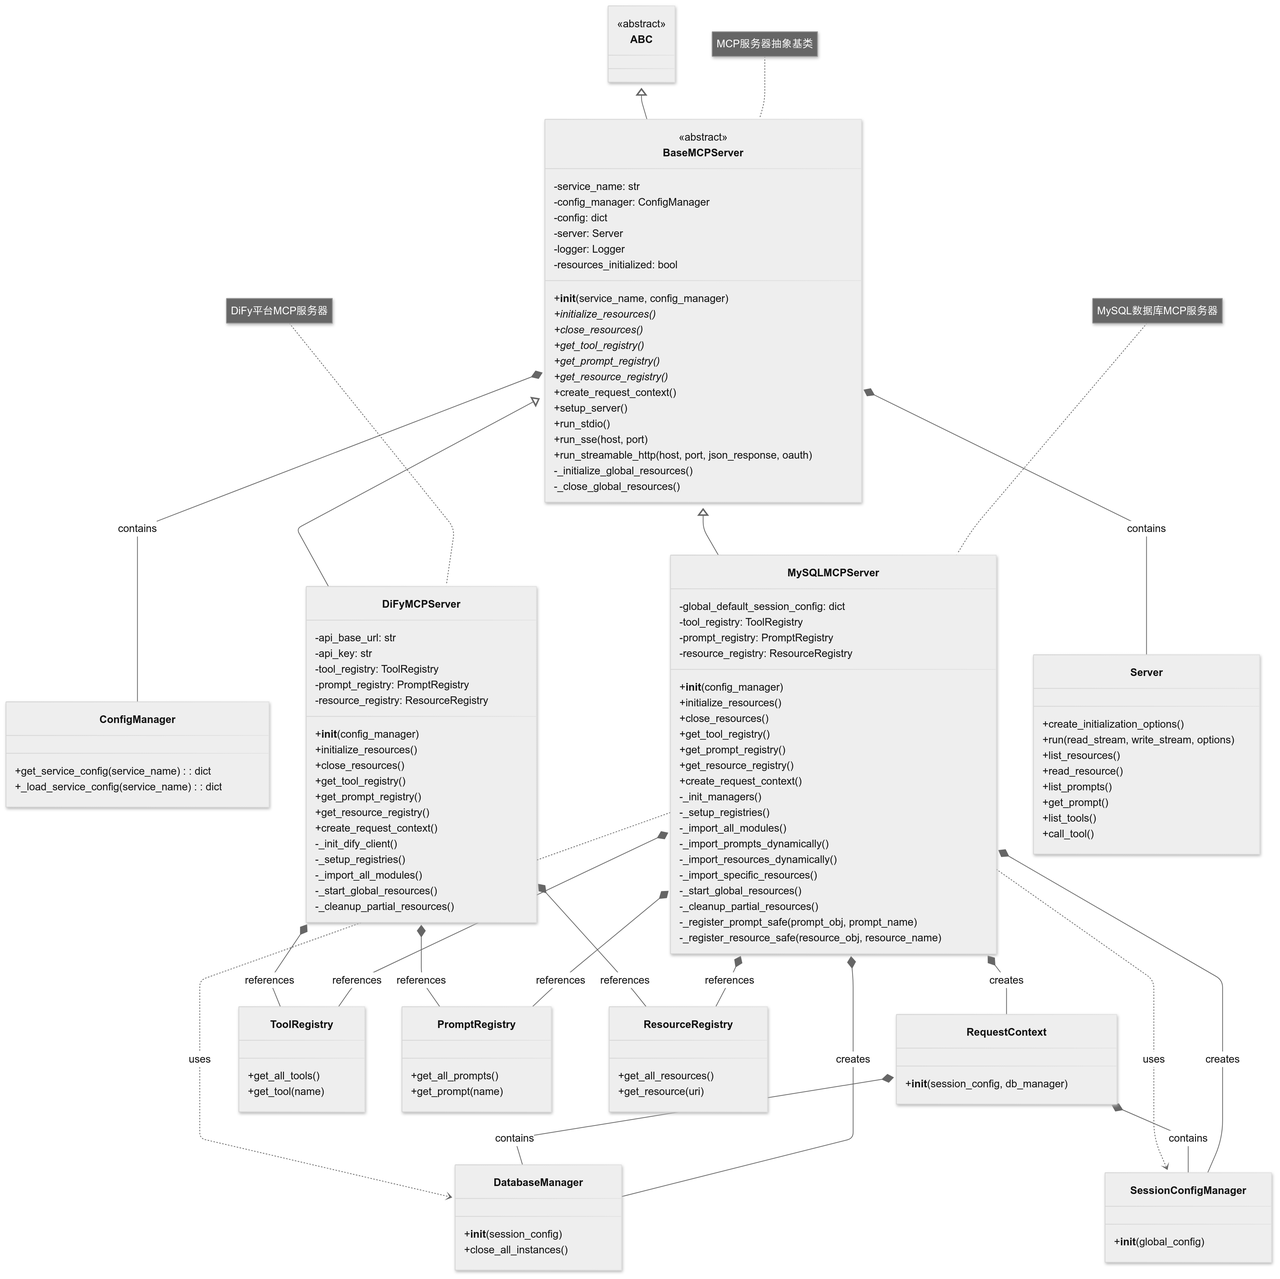 «abstract»
ABC
MCP服务器抽象基类
«abstract»
BaseMCPServer
-service_name: str
-config_manager: ConfigManager
-config: dict
-server: Server
-logger: Logger
-resources_initialized: bool
+init(service_name, config_manager)
+initialize_resources()
+close_resources()
+get_tool_registry()
+get_prompt_registry()
+get_resource_registry()
+create_request_context()
+setup_server()
+run_stdio()
+run_sse(host, port)
+run_streamable_http(host, port, json_response, oauth)
-_initialize_global_resources()
-_close_global_resources()
DiFy平台MCP服务器
MySQL数据库MCP服务器
contains
contains
DiFyMCPServer
-api_base_url: str
-api_key: str
-tool_registry: ToolRegistry
-prompt_registry: PromptRegistry
-resource_registry: ResourceRegistry
+init(config_manager)
+initialize_resources()
+close_resources()
+get_tool_registry()
+get_prompt_registry()
+get_resource_registry()
+create_request_context()
-_init_dify_client()
-_setup_registries()
-_import_all_modules()
-_start_global_resources()
-_cleanup_partial_resources()
MySQLMCPServer
-global_default_session_config: dict
-tool_registry: ToolRegistry
-prompt_registry: PromptRegistry
-resource_registry: ResourceRegistry
+init(config_manager)
+initialize_resources()
+close_resources()
+get_tool_registry()
+get_prompt_registry()
+get_resource_registry()
+create_request_context()
-_init_managers()
-_setup_registries()
-_import_all_modules()
-_import_prompts_dynamically()
-_import_resources_dynamically()
-_import_specific_resources()
-_start_global_resources()
-_cleanup_partial_resources()
-_register_prompt_safe(prompt_obj, prompt_name)
-_register_resource_safe(resource_obj, resource_name)
Server
+create_initialization_options()
+run(read_stream, write_stream, options)
+list_resources()
+read_resource()
+list_prompts()
+get_prompt()
+list_tools()
+call_tool()
ConfigManager
+get_service_config(service_name) : : dict
+_load_service_config(service_name) : : dict
references
references
references
references
references
references
creates
ToolRegistry
+get_all_tools()
+get_tool(name)
PromptRegistry
+get_all_prompts()
+get_prompt(name)
ResourceRegistry
+get_all_resources()
+get_resource(uri)
RequestContext
+init(session_config, db_manager)
uses
creates
uses
creates
contains
contains
DatabaseManager
+init(session_config)
+close_all_instances()
SessionConfigManager
+init(global_config)